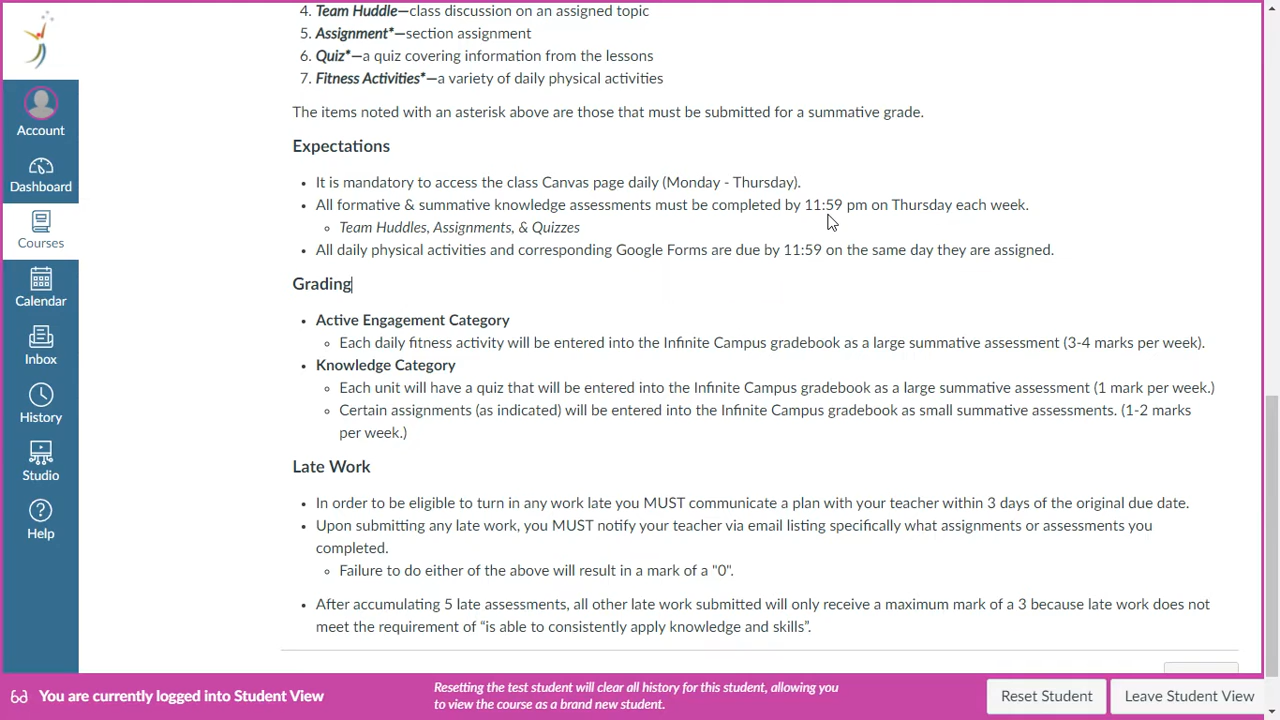 4. Team Huddle—class discussion on an assigned topic
5. Assignment*—section assignment
6. Quiz*—a quiz covering information from the lessons
7. Fitness Activities*—a variety of daily physical activities
The items noted with an asterisk above are those that must be submitted for a summative grade.
Expectations
• It is mandatory to access the class Canvas page daily (Monday - Thursday).
• All formative & summative knowledge assessments must be completed by 11:59 pm on Thursday each week.
◦ Team Huddles, Assignments, & Quizzes
• All daily physical activities and corresponding Google Forms are due by 11:59 on the same day they are assigned.
Grading
• Active Engagement Category
◦ Each daily fitness activity will be entered into the Infinite Campus gradebook as a large summative assessment (3-4 marks per week).
• Knowledge Category
◦ Each unit will have a quiz that will be entered into the Infinite Campus gradebook as a large summative assessment (1 mark per week.)
◦ Certain assignments (as indicated) will be entered into the Infinite Campus gradebook as small summative assessments. (1-2 marks
per week.)
Late Work
• In order to be eligible to turn in any work late you MUST communicate a plan with your teacher within 3 days of the original due date.
• Upon submitting any late work, you MUST notify your teacher via email listing specifically what assignments or assessments you
completed.
◦ Failure to do either of the above will result in a mark of a "0".
• After accumulating 5 late assessments, all other late work submitted will only receive a maximum mark of a 3 because late work does not
meet the requirement of “is able to consistently apply knowledge and skills”.
Account
Dashboard
Courses
Calendar
Inbox
History
Studio
Help
You are currently logged into Student View
Resetting the test student will clear all history for this student, allowing you
to view the course as a brand new student.
Reset Student
Leave Student View